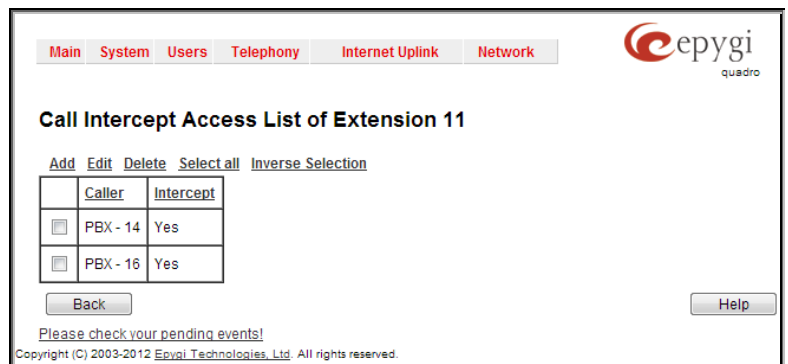 Main System Users Telephony Internet Uplink Network
epygi
quadro
Call Intercept Access List of Extension 11
Add Edit Delete Select all Inverse Selection
Caller Intercept
PBX - 14 Yes
PBX - 16 Yes
Back Help
Please check your pending events!
Copyright (C) 2003-2012 Epygi Technologies, Ltd. All rights reserved.